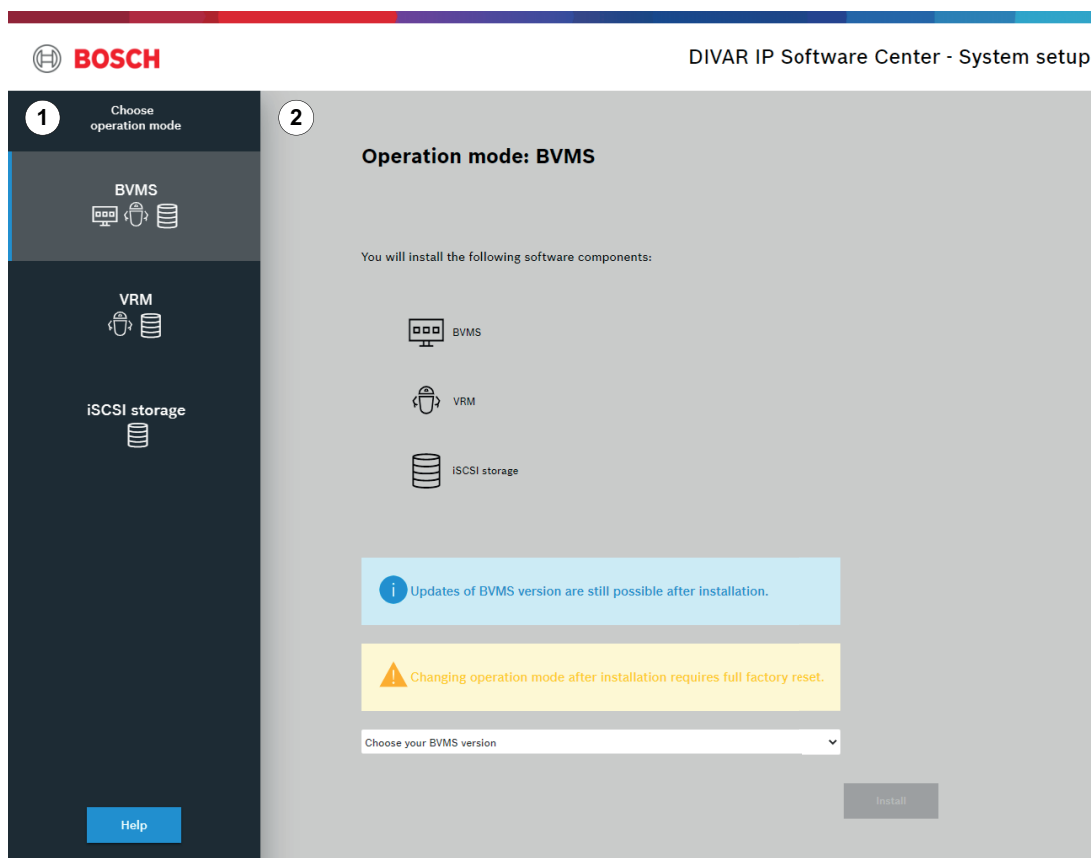 BOSCH
DIVAR IP Software Center - System setup
1
Choose
operation mode
BVMS
VRM
iSCSI storage
Help
2
Operation mode: BVMS
You will install the following software components:
BVMS
VRM
iSCSI storage
Updates of BVMS version are still possible after installation.
Changing operation mode after installation requires full factory reset.
Choose your BVMS version
Install